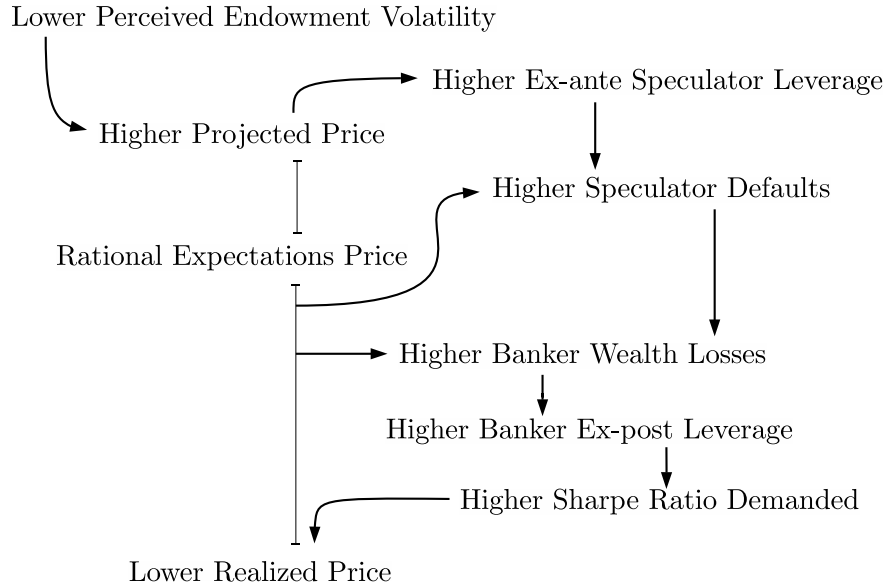 Lower Perceived Endowment Volatility
Higher Ex-ante Speculator Leverage
Higher Projected Price
Higher Speculator Defaults
Rational Expectations Price
Higher Banker Wealth Losses
Higher Banker Ex-post Leverage
Higher Sharpe Ratio Demanded
Lower Realized Price